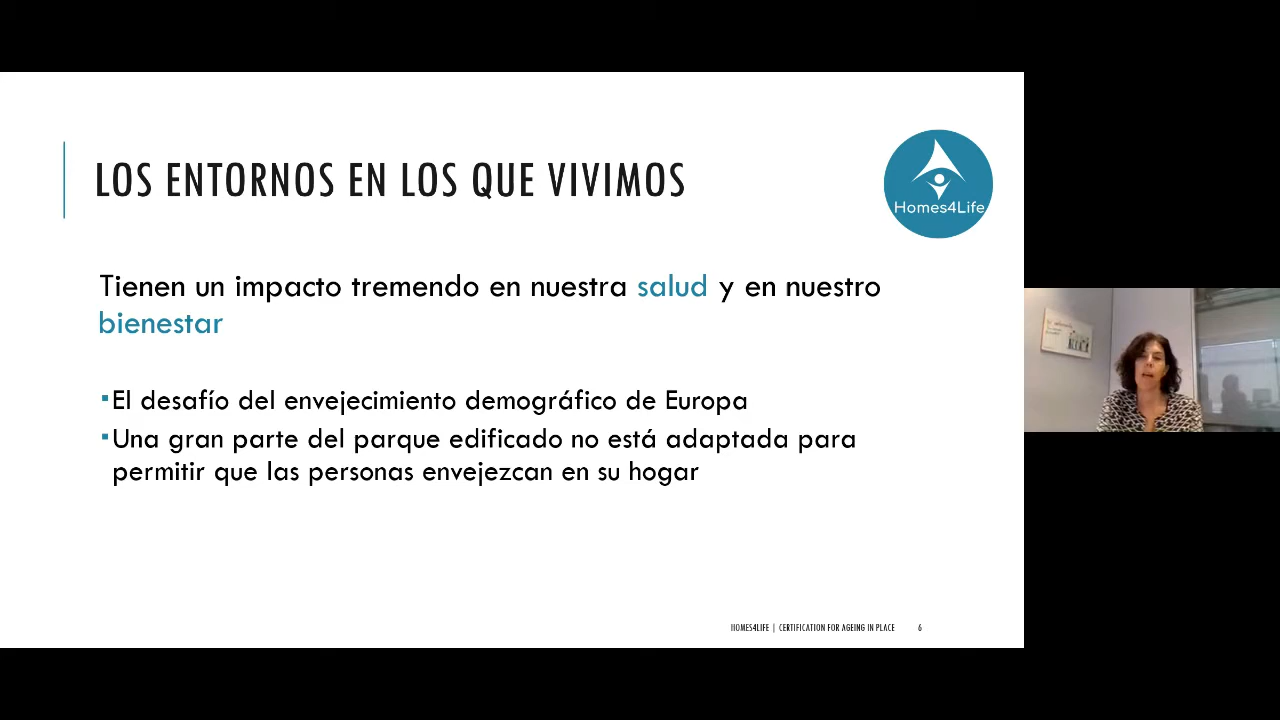 LOS ENTORNOS EN LOS QUE VIVIMOS
Homes4Life
Tienen un impacto tremendo en nuestra salud y en nuestro
bienestar
▪El desafío del envejecimiento demográfico de Europa
▪Una gran parte del parque edificado no está adaptada para
permitir que las personas envejezcan en su hogar
HOMES4LIFE | CERTIFICATION FOR AGEING IN PLACE 6